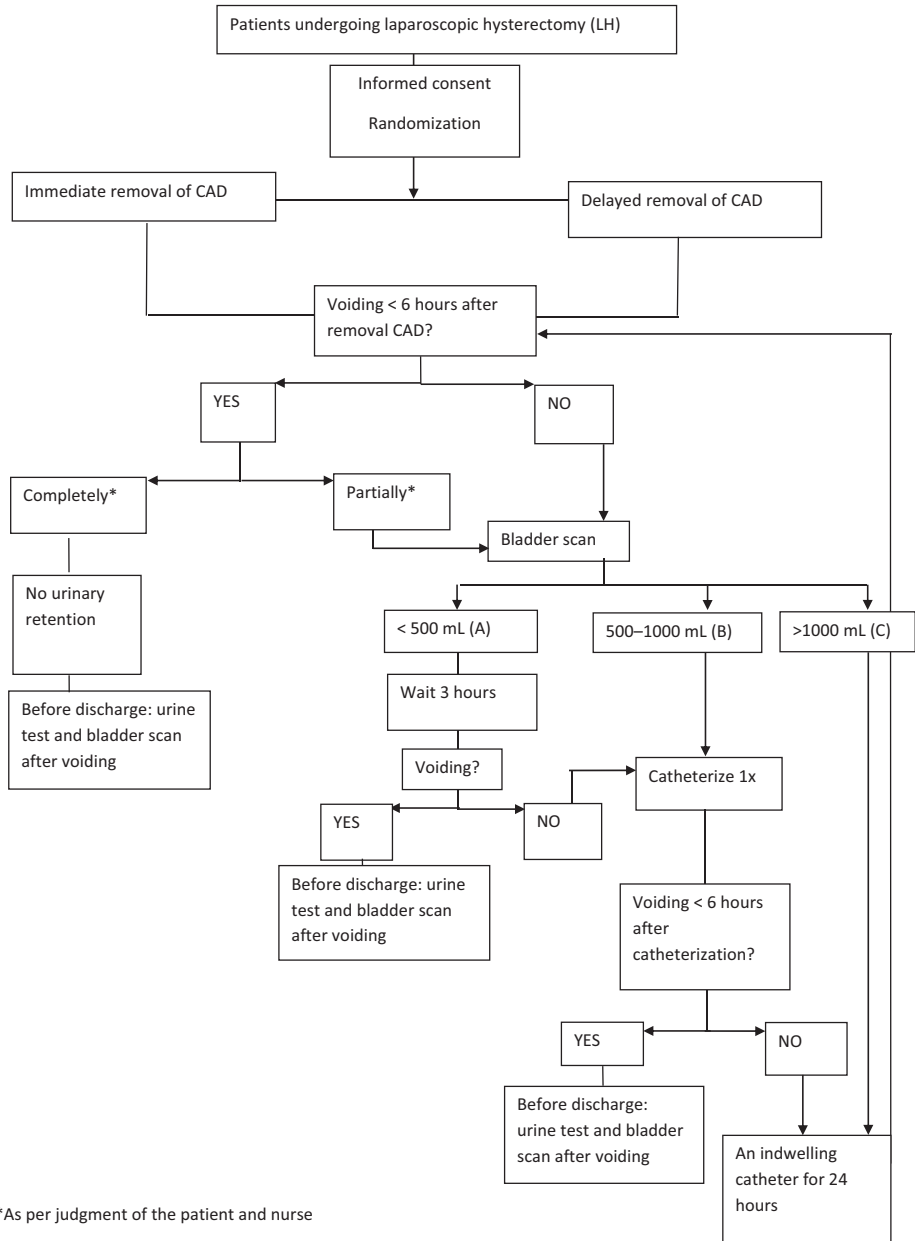 Patients undergoing laparoscopic hysterectomy (LH)
Informed consent
Randomization
Immediate removal of CAD
Delayed removal of CAD
Voiding < 6 hours after
removal CAD?
YES
NO
Completely*
Partially*
Bladder scan
No urinary
retention
< 500 mL (A)
500–1000 mL (B)
>1000 mL (C)
Before discharge: urine
test and bladder scan
after voiding
Wait 3 hours
Voiding?
Catheterize 1x
YES
NO
Before discharge: urine
test and bladder scan
after voiding
Voiding < 6 hours
after
catheterization?
YES
NO
Before discharge:
urine test and bladder
scan after voiding
An indwelling
catheter for 24
hours
*As per judgment of the patient and nurse